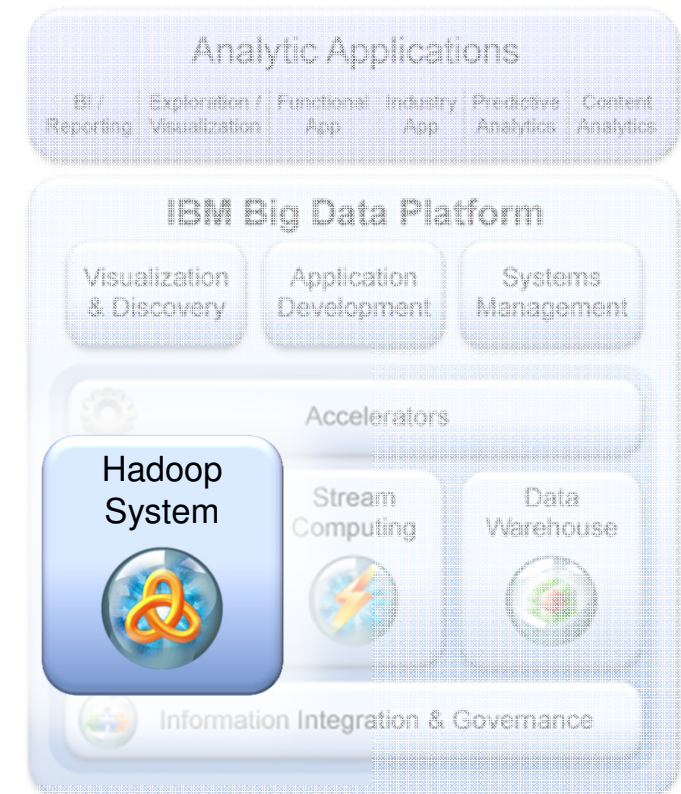 Analytic Applications
BI / Exploration / Functional Industry Predictive Content
Reporting Visualization App App Analytics Analytics
IBM Big Data Platform
Visualization Application Systems
& Discovery Development Management
Accelerators
Hadoop
System
Stream Data
Computing Warehouse
Information Integration & Governance